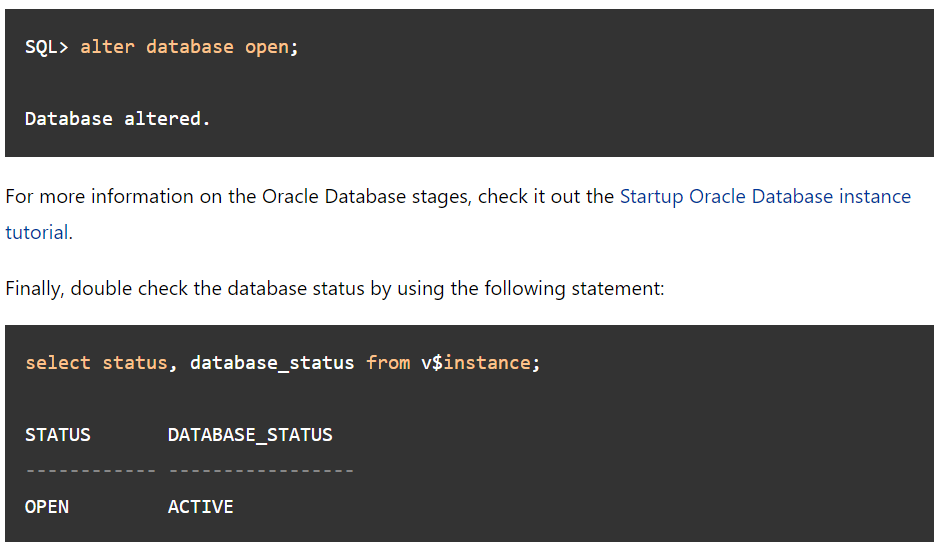 SQL> alter database open;
Database altered.
For more information on the Oracle Database stages, check it out the Startup Oracle Database instance
tutorial.
Finally, double check the database status by using the following statement:
select status, database_status from v$instance;
STATUS       DATABASE_STATUS
------------ -----------------
OPEN         ACTIVE